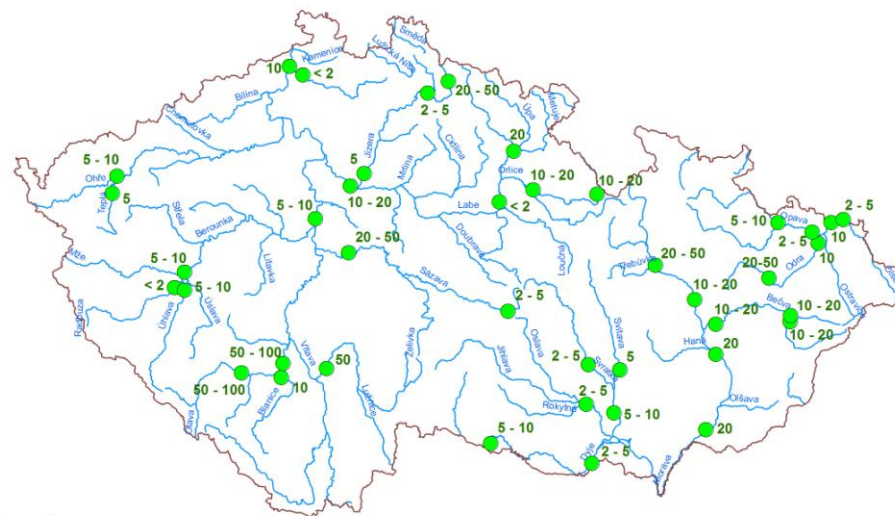 Smědá
Kamenice
Lužická Nisa
10
< 2
20 - 50
Bílina
2 - 5
Úpa
Metuje
Chomutovka
Cidlina
20
Jizera
Mrlina
5
5 - 10
Ohře
Orlice
10 - 20
10 - 20
10 - 20
5
Teplá
Střela
Labe
< 2
2 - 5
5 - 10
Berounka
5 - 10
Opava
10
Doubrava
2 - 5
10
20 - 50
Loučná
Mže
Litavka
Třebůvka
20 - 50
Odra
20-50
5 - 10
Sázava
< 2
5 - 10
Ostravice
Bečva
10 - 20
Úhlava
Úslava
Radbuza
2 - 5
10 - 20
10 - 20
Svitava
Oslava
Jihlava
Haná
20
Želivka
Vltava
50 - 100
50
2 - 5
Svratka
5
50 - 100
10
Blanice
Lužnice
2 - 5
Rokytná
Olšava
Otava
5 - 10
5 - 10
20
Dyje
2 - 5
Morava